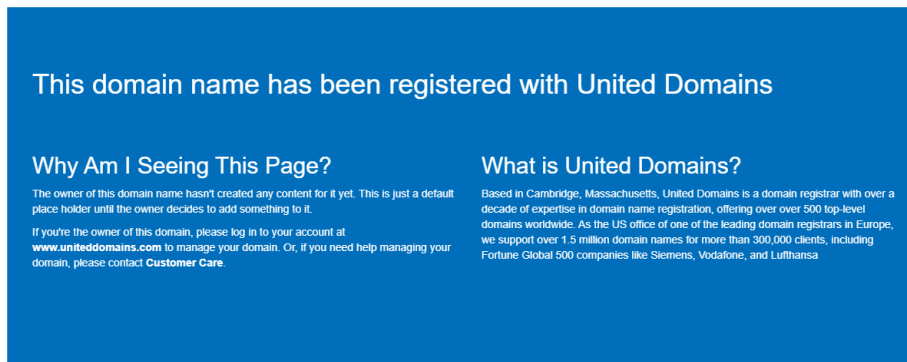 This domain name has been registered with United Domains
Why Am I Seeing This Page?
The owner of this domain name hasn't created any content for it yet. This is just a default
place holder until the owner decides to add something to it.
If you're the owner of this domain, please log in to your account at
www.uniteddomains.com to manage your domain. Or, if you need help managing your
domain, please contact Customer Care.
What is United Domains?
Based in Cambridge, Massachusetts, United Domains is a domain registrar with over a
decade of expertise in domain name registration, offering over over 500 top-level
domains worldwide. As the US office of one of the leading domain registrars in Europe,
we support over 1.5 million domain names for more than 300,000 clients, including
Fortune Global 500 companies like Siemens, Vodafone, and Lufthansa